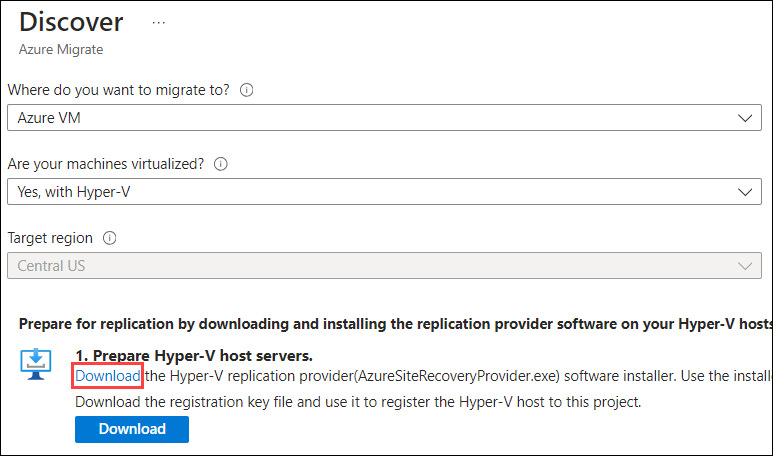 Discover ...
Azure Migrate
Where do you want to migrate to?
Azure VM
Are your machines virtualized?
Yes, with Hyper-V
Target region
Central US
Prepare for replication by downloading and installing the replication provider software on your Hyper-V hosts
1. Prepare Hyper-V host servers.
Download the Hyper-V replication provider(AzureSiteRecoveryProvider.exe) software installer. Use the installe
Download the registration key file and use it to register the Hyper-V host to this project.
Download